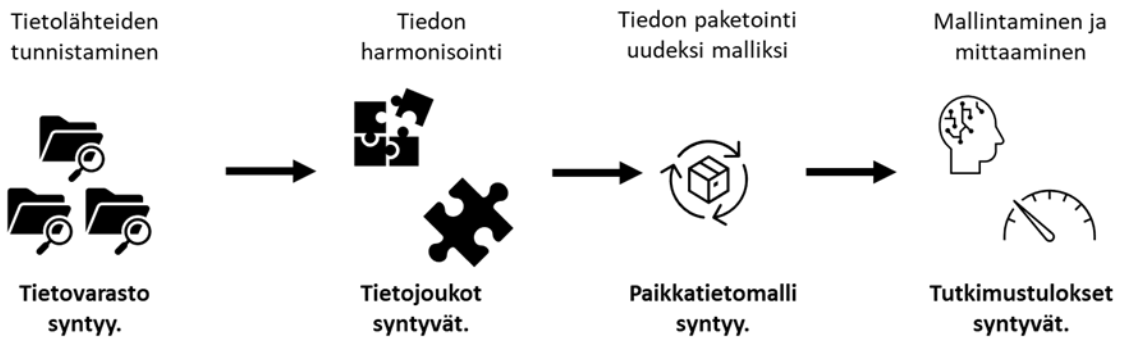 Tietolähteiden
tunnistaminen
Tiedon
harmonisointi
Tiedon paketointi
uudeksi malliksi
Mallintaminen ja
mittaaminen
Tietovarasto
syntyy.
Tietojoukot
syntyvät.
Paikkatietomalli
syntyy.
Tutkimustulokset
syntyvät.